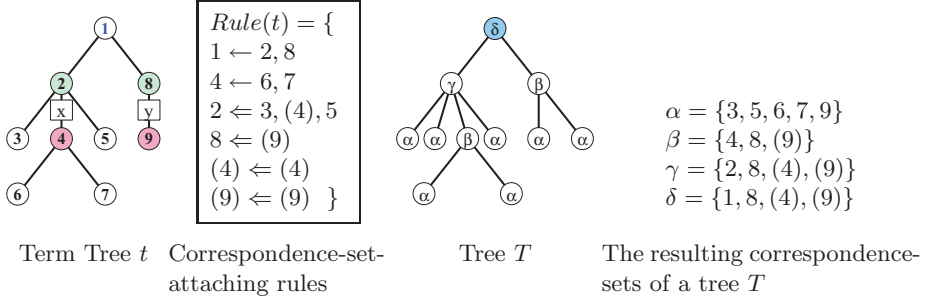 1
2
8
x
y
3
4
5
9
6
7
Rule(t) = {
1 ← 2, 8
4 ← 6, 7
2 ⇐ 3, (4), 5
8 ⇐ (9)
(4) ⇐ (4)
(9) ⇐ (9) }
δ
γ
β
α α β α α α
α α
α = {3, 5, 6, 7, 9}
β = {4, 8, (9)}
γ = {2, 8, (4), (9)}
δ = {1, 8, (4), (9)}
Term Tree t
Correspondence-set-
attaching rules
Tree T
The resulting correspondence-
sets of a tree T